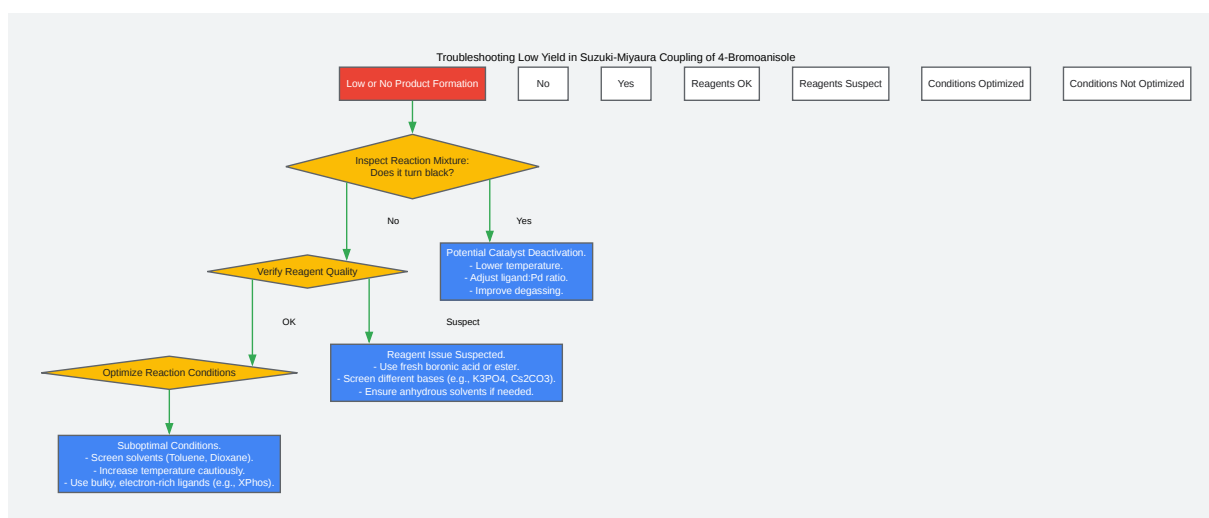 Troubleshooting Low Yield in Suzuki-Miyaura Coupling of 4-Bromoanisole
Low or No Product Formation
No
Yes
Reagents OK
Reagents Suspect
Conditions Optimized
Conditions Not Optimized
Inspect Reaction Mixture:
Does it turn black?
No
Yes
Verify Reagent Quality
Potential Catalyst Deactivation.
- Lower temperature.
- Adjust ligand:Pd ratio.
- Improve degassing.
OK
Suspect
Optimize Reaction Conditions
Reagent Issue Suspected.
- Use fresh boronic acid or ester.
- Screen different bases (e.g., K3PO4, Cs2CO3).
- Ensure anhydrous solvents if needed.
Suboptimal Conditions.
- Screen solvents (Toluene, Dioxane).
- Increase temperature cautiously.
- Use bulky, electron-rich ligands (e.g., XPhos).